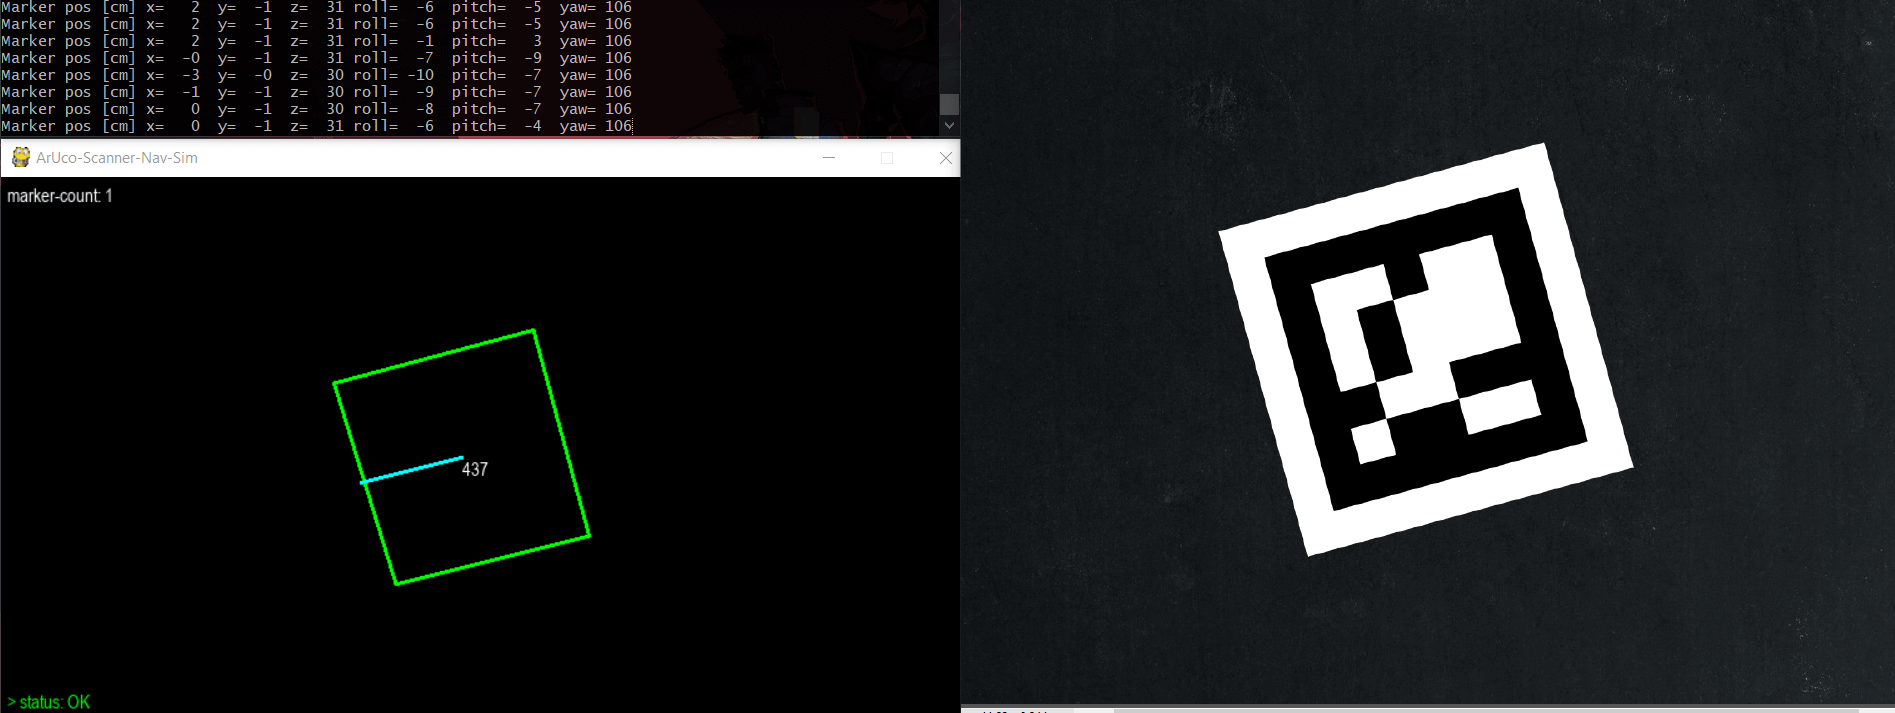 Marker pos [cm] x=   2  y=  -1  z=  31 roll=  -6  pitch=  -5  yaw= 106
Marker pos [cm] x=   2  y=  -1  z=  31 roll=  -6  pitch=  -5  yaw= 106
Marker pos [cm] x=   2  y=  -1  z=  31 roll=  -1  pitch=   3  yaw= 106
Marker pos [cm] x=  -0  y=  -1  z=  31 roll=  -7  pitch=  -9  yaw= 106
Marker pos [cm] x=  -3  y=  -0  z=  30 roll= -10  pitch=  -7  yaw= 106
Marker pos [cm] x=  -1  y=  -1  z=  30 roll=  -9  pitch=  -7  yaw= 106
Marker pos [cm] x=   0  y=  -1  z=  30 roll=  -8  pitch=  -7  yaw= 106
Marker pos [cm] x=   0  y=  -1  z=  31 roll=  -6  pitch=  -4  yaw= 106
ArUco-Scanner-Nav-Sim
marker-count: 1
437
> status: OK